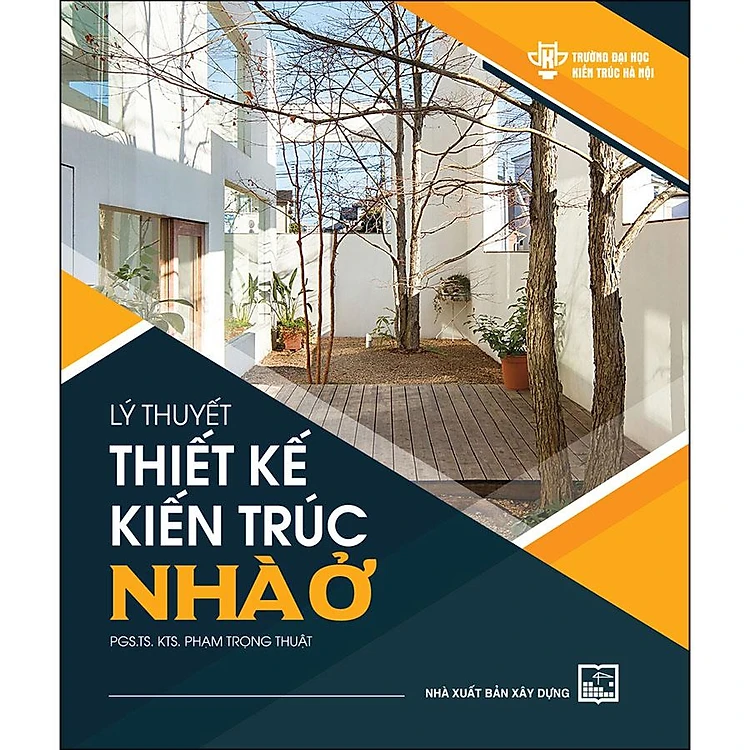 TRƯỜNG ĐẠI HỌC
KIẾN TRÚC HÀ NỘI
LÝ THUYẾT
THIẾT KẾ
KIẾN TRÚC
NHÀ Ở
PGS.TS. KTS. PHẠM TRỌNG THUẬT
NHÀ XUẤT BẢN XÂY DỰNG